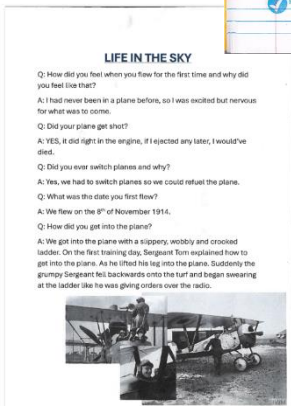 LIFE IN THE SKY
Q: How did you feel when you flew for the first time and why did
you feel like that?
A: I had never been in a plane before, so I was excited but nervous
for what was to come.
Q: Did your plane get shot?
A: YES, it did right in the engine, if I ejected any later, I would've
died.
Q: Did you ever switch planes and why?
A: Yes, we had to switch planes so we could refuel the plane.
Q: What was the date you first flew?
A: We flew on the 8th of November 1914.
Q: How did you get into the plane?
A: We got into the plane with a slippery, wobbly and crooked
ladder. On the first training day, Sergeant Tom explained how to
get into the plane. As he lifted his leg into the plane. Suddenly the
grumpy Sergeant fell backwards onto the turf and began swearing
at the ladder like he was giving orders over the radio.